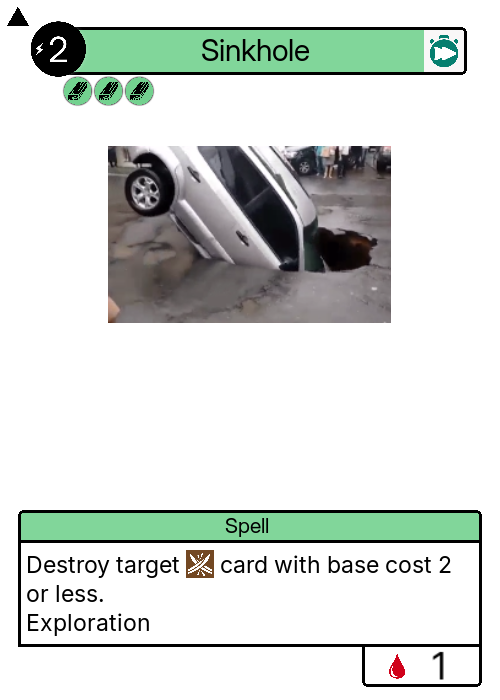 2
Sinkhole
Spell
Destroy target card with base cost 2
or less.
Exploration
1